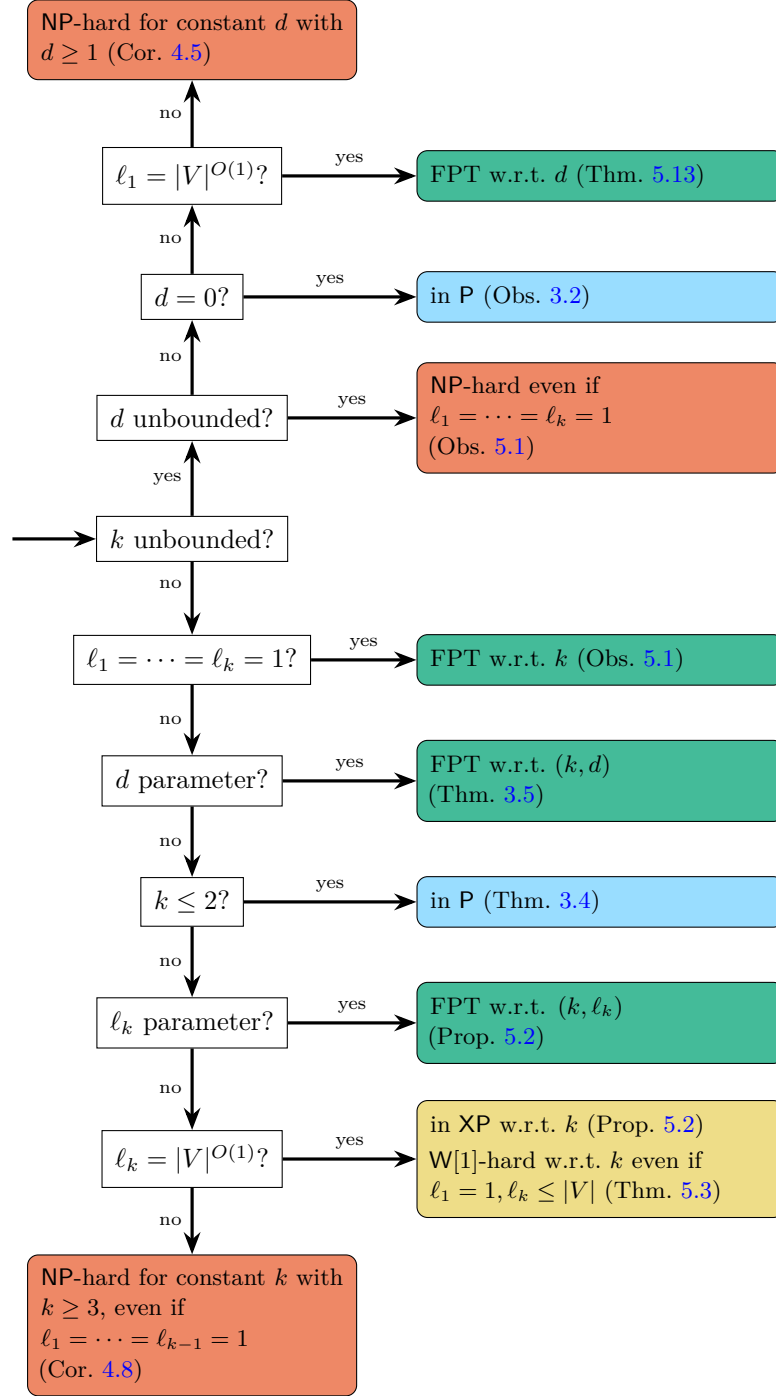 NP-hard for constant d with
d ≥ 1 (Cor. 4.5)
no
ℓ₁ = |V|^{O(1)}?
yes
FPT w.r.t. d (Thm. 5.13)
no
d = 0?
yes
in P (Obs. 3.2)
no
d unbounded?
yes
NP-hard even if
ℓ₁ = ⋯ = ℓₖ = 1
(Obs. 5.1)
yes
k unbounded?
no
ℓ₁ = ⋯ = ℓₖ = 1?
yes
FPT w.r.t. k (Obs. 5.1)
no
d parameter?
yes
FPT w.r.t. (k, d)
(Thm. 3.5)
no
k ≤ 2?
yes
in P (Thm. 3.4)
no
ℓₖ parameter?
yes
FPT w.r.t. (k, ℓₖ)
(Prop. 5.2)
no
ℓₖ = |V|^{O(1)}?
yes
in XP w.r.t. k (Prop. 5.2)
W[1]-hard w.r.t. k even if
ℓ₁ = 1, ℓₖ ≤ |V| (Thm. 5.3)
no
NP-hard for constant k with
k ≥ 3, even if
ℓ₁ = ⋯ = ℓₖ₋₁ = 1
(Cor. 4.8)